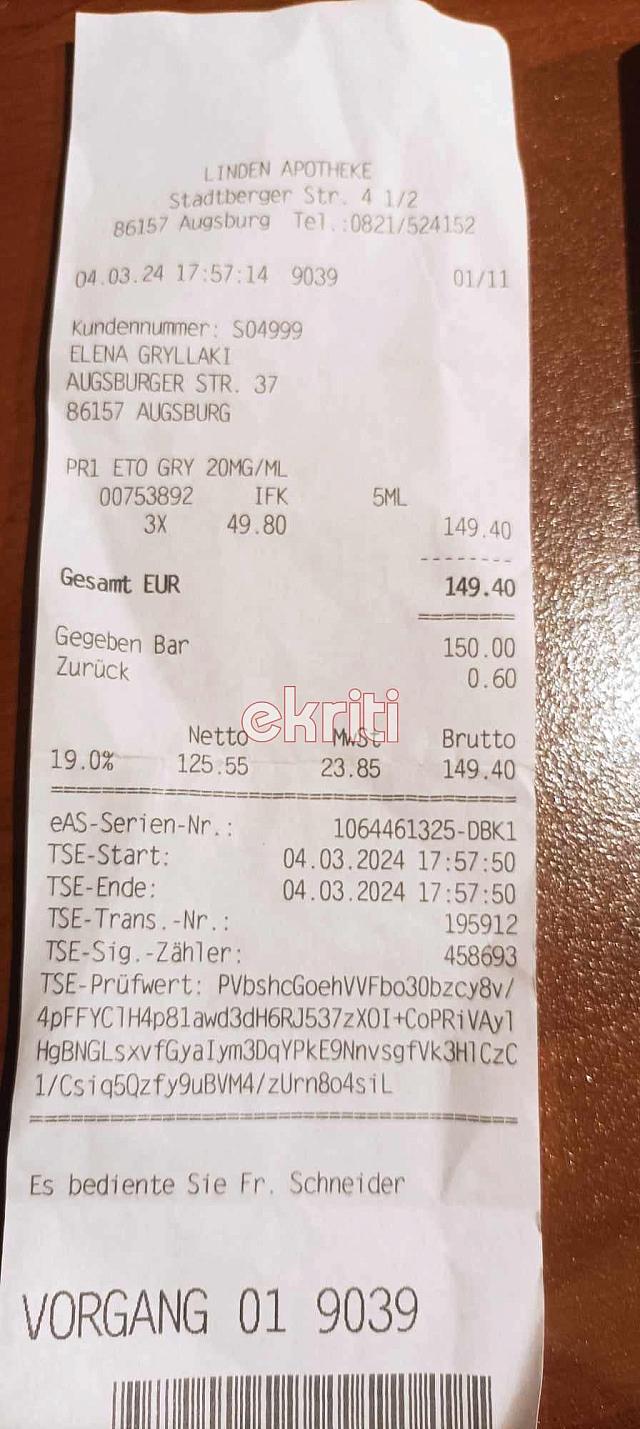 LINDEN APOTHEKE
Stadtberger Str. 4 1/2
86157 Augsburg Tel.:0821/524152
04.03.24 17:57:14 9039 01/11
Kundennummer: S04999
ELENA GRYLLAKI
AUGSBURGER STR. 37
86157 AUGSBURG
PR1 ETO GRY 20MG/ML
00753892 IFK 5ML
3X 49.80 149.40
Gesamt EUR 149.40
Gegeben Bar 150.00
Zurück 0.60
ekriti
Netto MwSt Brutto
19.0% 125.55 23.85 149.40
eAS-Serien-Nr.: 1064461325-DBK1
TSE-Start: 04.03.2024 17:57:50
TSE-Ende: 04.03.2024 17:57:50
TSE-Trans.-Nr.: 195912
TSE-Sig.-Zähler: 458693
TSE-Prüfwert: PVbshcGoehVVFbo30bzcy8v/
4pFFYClH4p81awd3dH6RJ537zXOI+CoPRiVAyl
HgBNGLsxvfGyaIym3DqYPkE9NnvsgfVk3HlCzC
1/Csiq5Qzfy9uBVM4/zUrn8o4siL
Es bediente Sie Fr. Schneider
VORGANG 01 9039